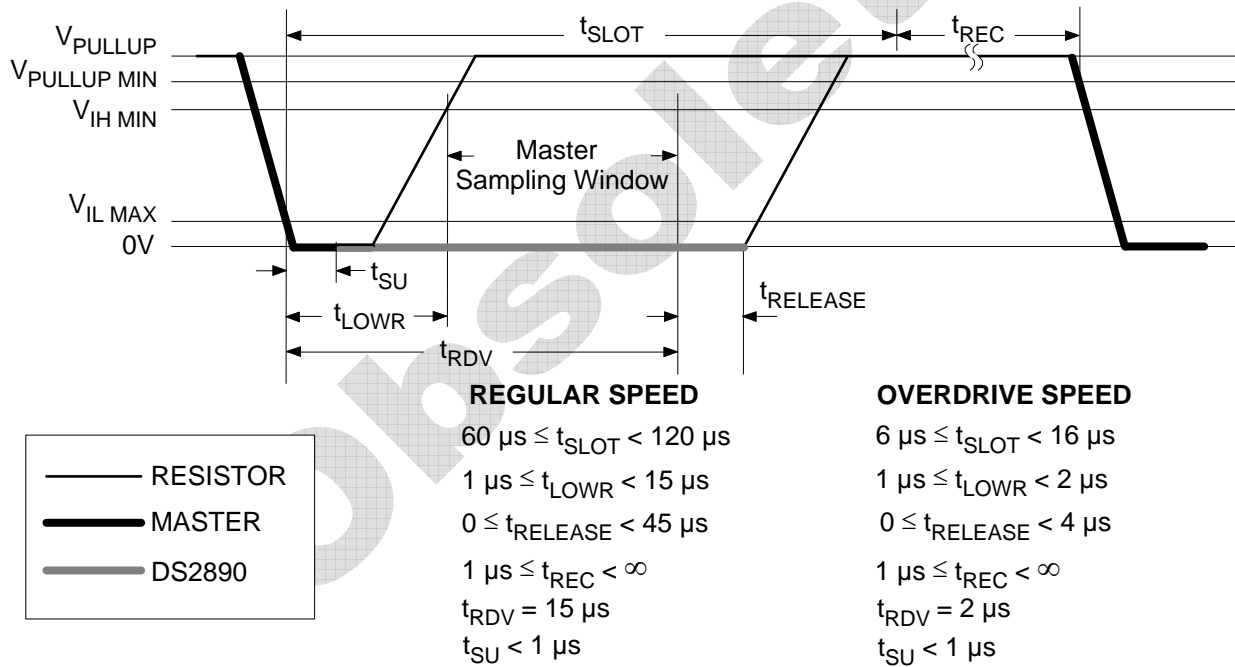 tSLOT
tREC
VPULLUP
VPULLUP MIN
VIH MIN
Master
Sampling Window
VIL MAX
0V
tSU
tRELEASE
tLOWR
tRDV
REGULAR SPEED
60 µs ≤ tSLOT < 120 µs
1 µs ≤ tLOWR < 15 µs
0 ≤ tRELEASE < 45 µs
1 µs ≤ tREC < ∞
tRDV = 15 µs
tSU < 1 µs
OVERDRIVE SPEED
6 µs ≤ tSLOT < 16 µs
1 µs ≤ tLOWR < 2 µs
0 ≤ tRELEASE < 4 µs
1 µs ≤ tREC < ∞
tRDV = 2 µs
tSU < 1 µs
RESISTOR
MASTER
DS2890
Obsolet